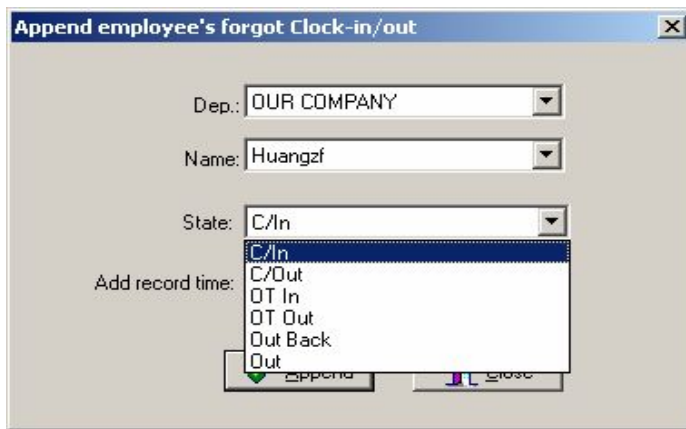 Append employee's forgot Clock-in/out
Dep.: OUR COMPANY
Name: Huangzf
State: C/In
C/In
C/Out
Add record time:
OT In
OT Out
Out Back
Out
Append
Close